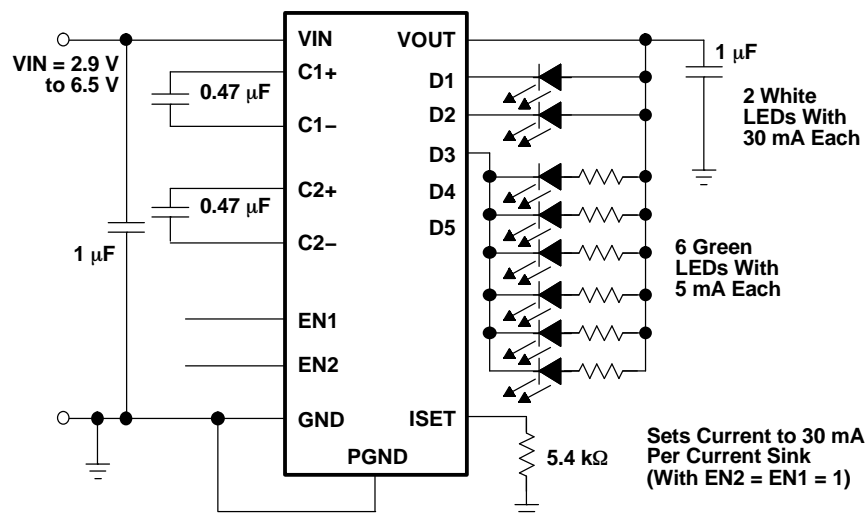 VIN
VOUT
VIN = 2.9 V
to 6.5 V
C1+
0.47 μF
C1−
D1
D2
D3
1 μF
2 White
LEDs With
30 mA Each
C2+
0.47 μF
C2−
D4
D5
1 μF
6 Green
LEDs With
5 mA Each
EN1
EN2
GND
ISET
PGND
5.4 kΩ
Sets Current to 30 mA
Per Current Sink
(With EN2 = EN1 = 1)